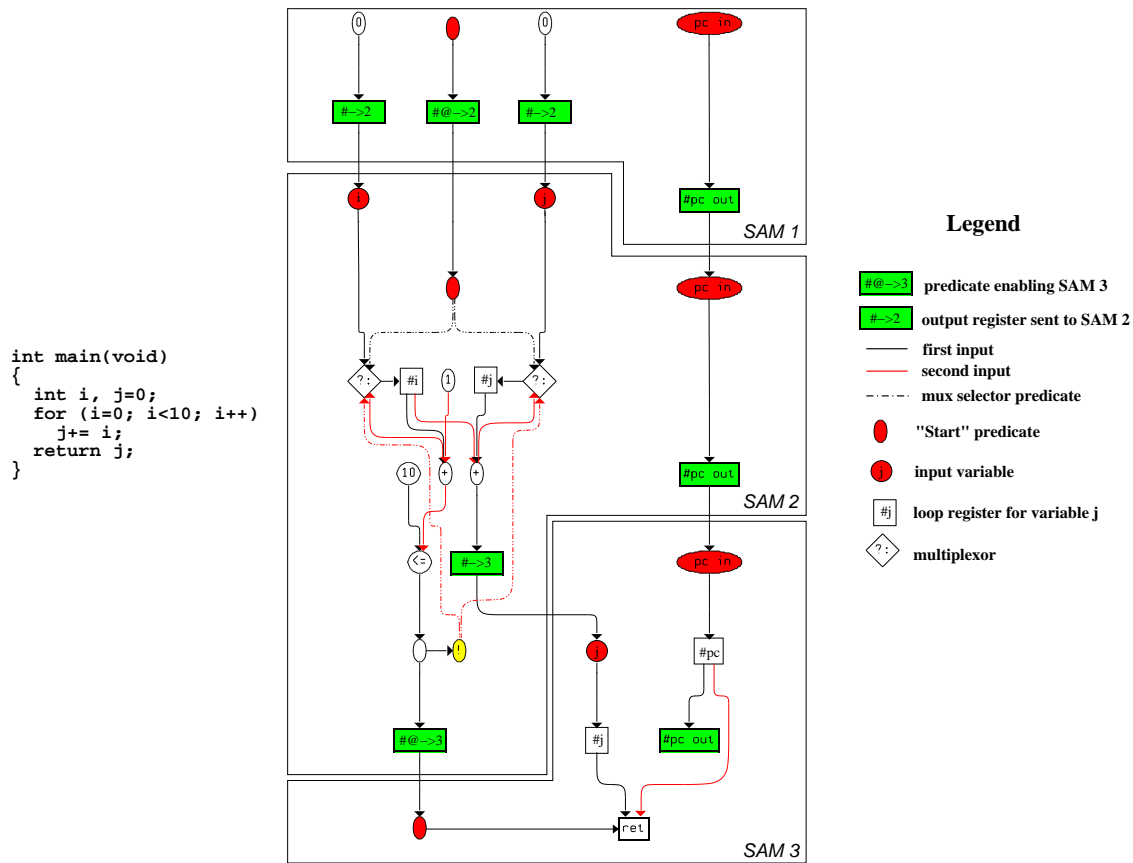 int main(void)
{
int i, j=0;
for (i=0; i<10; i++)
j+= i;
return j;
}
0
0
pc in
#->2
#@->2
#->2
i
j
#pc out
SAM 1
pc in
?:
#i
1
#j
?:
10
+
+
#pc out
SAM 2
<=
#->3
pc in
!
j
#pc
#@->3
#j
#pc out
ret
SAM 3
Legend
#@->3 predicate enabling SAM 3
#->2 output register sent to SAM 2
first input
second input
mux selector predicate
"Start" predicate
j input variable
#j loop register for variable j
?: multiplexor